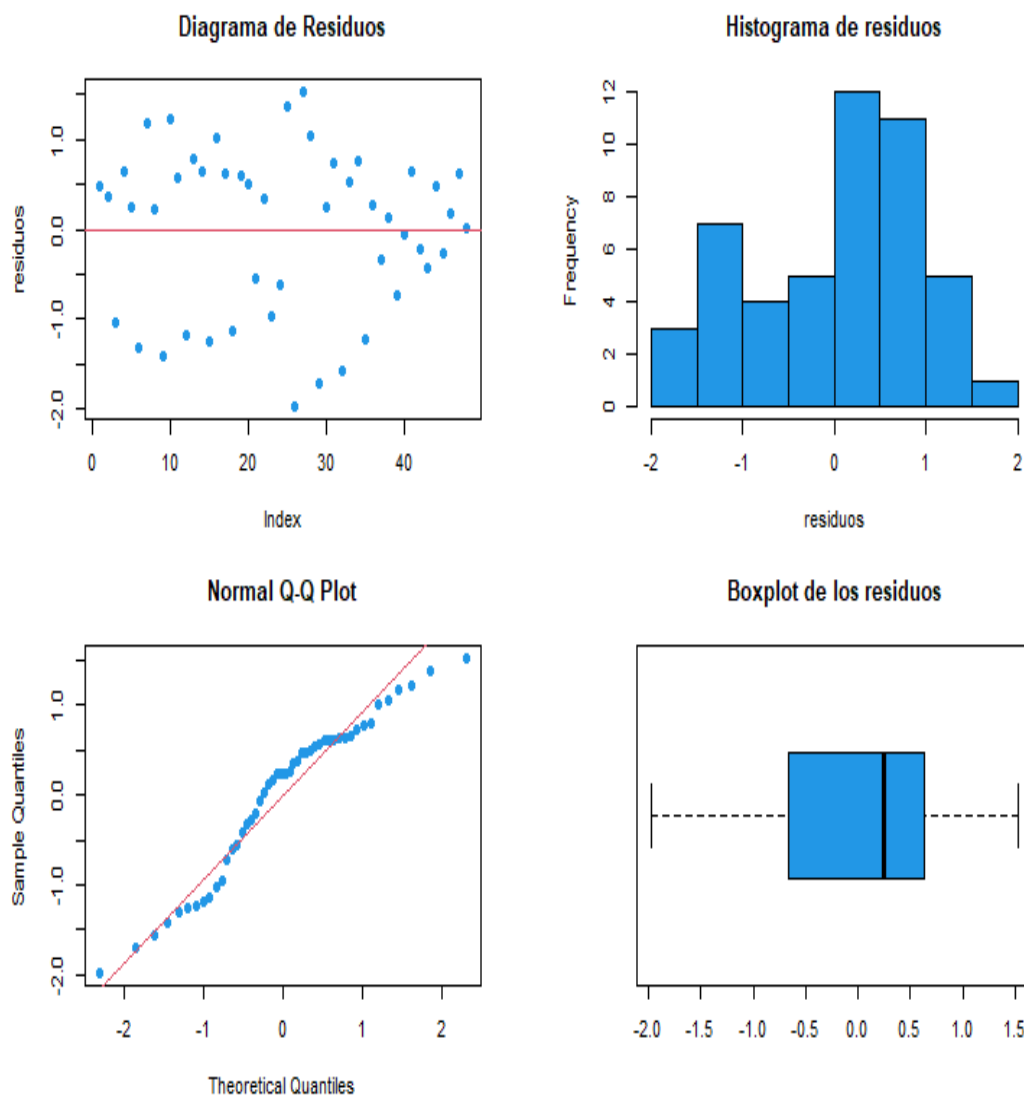 Diagrama de Residuos
residuos
-2.0 -1.0 0.0 1.0
0 10 20 30 40
Index
Histograma de residuos
Frequency
0 2 4 6 8 10 12
-2 -1 0 1 2
residuos
Normal Q-Q Plot
Sample Quantiles
-2.0 -1.0 0.0 1.0
-2 -1 0 1 2
Theoretical Quantiles
Boxplot de los residuos
-2.0 -1.5 -1.0 -0.5 0.0 0.5 1.0 1.5